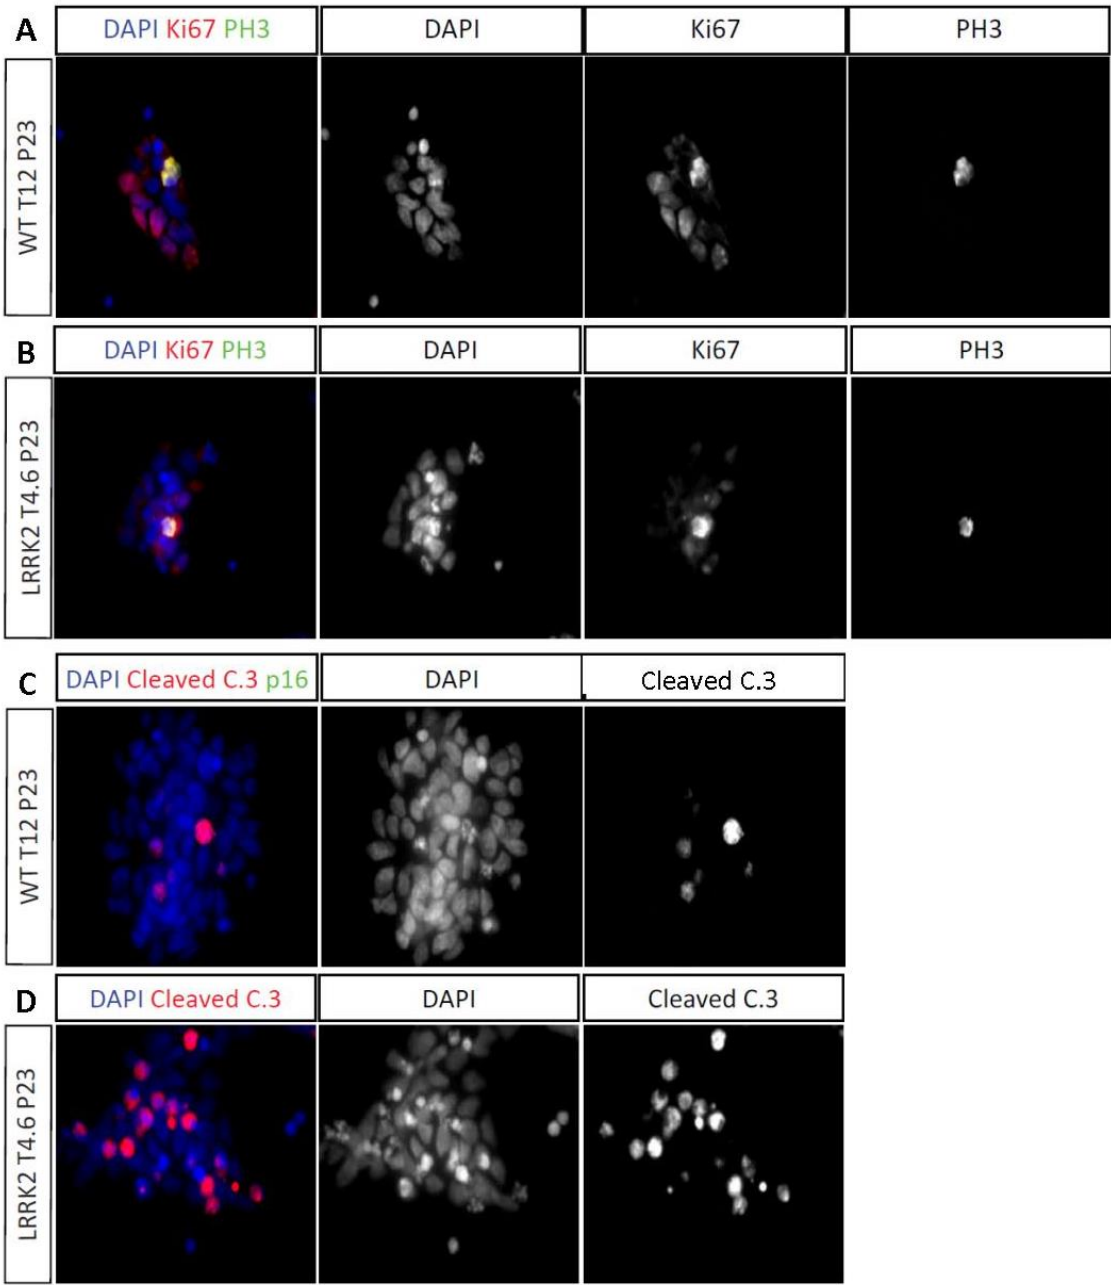 A
DAPI Ki67 PH3
DAPI
Ki67
PH3
WT T12 P23
B
DAPI Ki67 PH3
DAPI
Ki67
PH3
LRRK2 T4.6 P23
C
DAPI Cleaved C.3 p16
DAPI
Cleaved C.3
WT T12 P23
D
DAPI Cleaved C.3
DAPI
Cleaved C.3
LRRK2 T4.6 P23